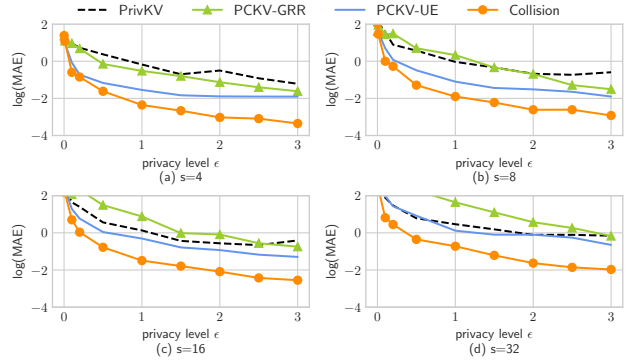 PrivKV PCKV-GRR PCKV-UE Collision
2
0
−2
−4
log(MAE)
0 1 2 3
privacy level ϵ
(a) s=4
2
0
−2
−4
log(MAE)
0 1 2 3
privacy level ϵ
(b) s=8
2
0
−2
−4
log(MAE)
0 1 2 3
privacy level ϵ
(c) s=16
2
0
−2
−4
log(MAE)
0 1 2 3
privacy level ϵ
(d) s=32